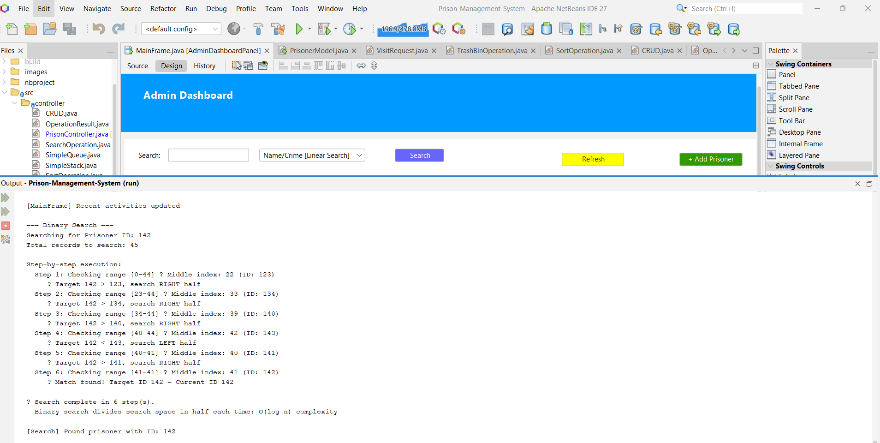 File Edit View Navigate Source Refactor Run Debug Profile Team Tools Window Help
Prison-Management-System - Apache NetBeans IDE 27
Search (Ctrl+I)
<default config>
Files
MainFrame.java [AdminDashboardPanel]
PrisonerModel.java
VisitRequest.java
TrashBinOperation.java
SortOperation.java
CRUD.java
Op...
Palette
build
images
nbproject
src
controller
CRUD.java
OperationResult.java
PrisonController.java
SearchOperation.java
SimpleQueue.java
SimpleStack.java
SortOperation.java
Source Design History
Admin Dashboard
Search:
Name/Crime [Linear Search]
Search
Refresh
+ Add Prisoner
Swing Containers
Panel
Tabbed Pane
Split Pane
Scroll Pane
Tool Bar
Desktop Pane
Internal Frame
Layered Pane
Swing Controls
Output - Prison-Management-System (run)
[MainFrame] Recent activities updated
=== Binary Search ===
Searching for Prisoner ID: 142
Total records to search: 45
Step-by-step execution:
Step 1: Checking range [0-44] ? Middle index: 22 (ID: 123)
? Target 142 > 123, search RIGHT half
Step 2: Checking range [23-44] ? Middle index: 33 (ID: 134)
? Target 142 > 134, search RIGHT half
Step 3: Checking range [34-44] ? Middle index: 39 (ID: 140)
? Target 142 > 140, search RIGHT half
Step 4: Checking range [40-44] ? Middle index: 42 (ID: 143)
? Target 142 < 143, search LEFT half
Step 5: Checking range [40-41] ? Middle index: 40 (ID: 141)
? Target 142 > 141, search RIGHT half
Step 6: Checking range [41-41] ? Middle index: 41 (ID: 142)
? Match found! Target ID 142 = Current ID 142
? Search complete in 6 step(s).
Binary search divides search space in half each time: O(log n) complexity
[Search] Found prisoner with ID: 142